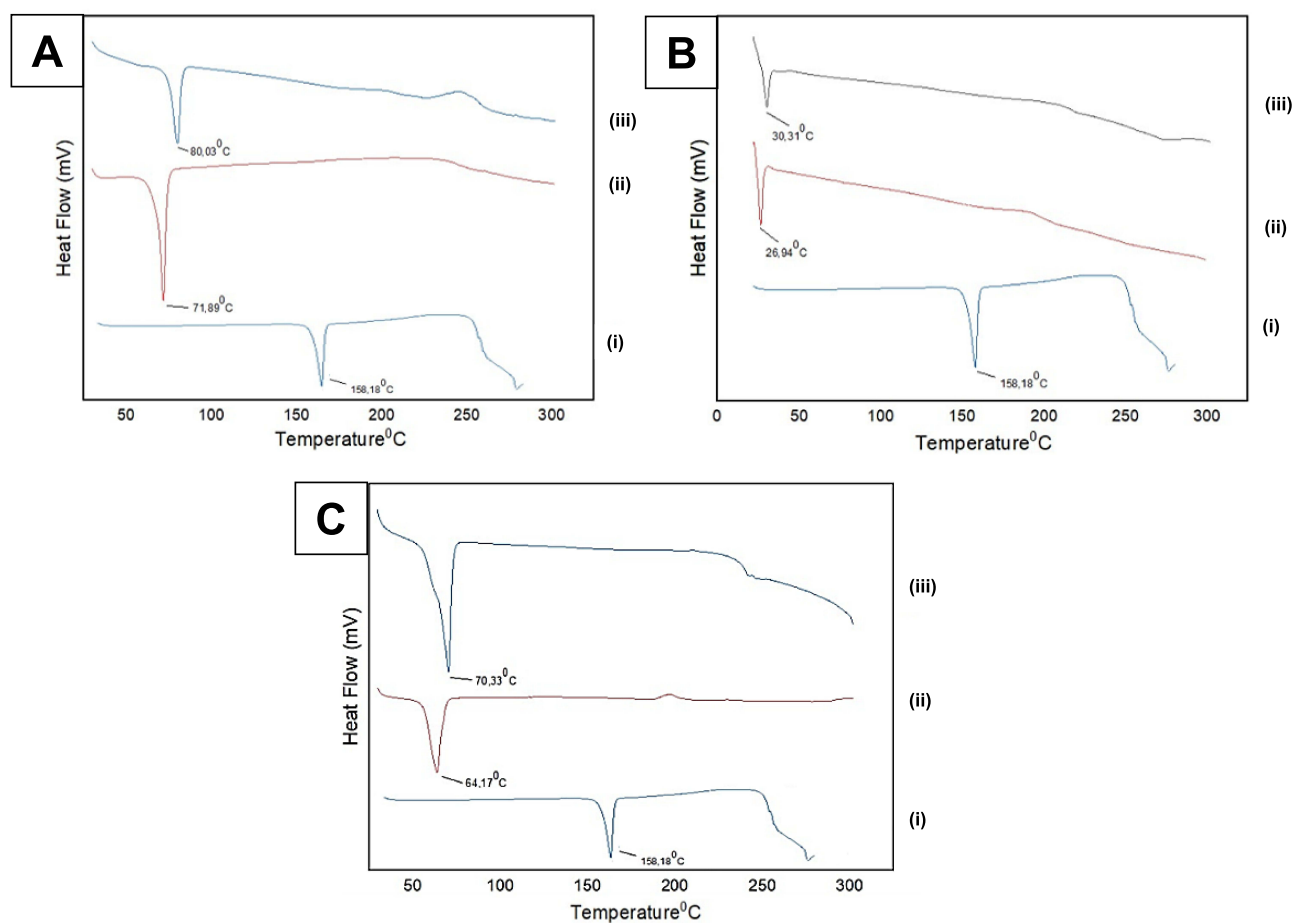 A
Heat Flow (mV)
80,03⁰C
(iii)
71,89⁰C
(ii)
158,18⁰C
(i)
50 100 150 200 250 300
Temperature⁰C
B
Heat Flow (mV)
30,31⁰C
(iii)
26,94⁰C
(ii)
158,18⁰C
(i)
0 50 100 150 200 250 300
Temperature⁰C
C
Heat Flow (mV)
70,33⁰C
(iii)
64,17⁰C
(ii)
158,18⁰C
(i)
50 100 150 200 250 300
Temperature⁰C